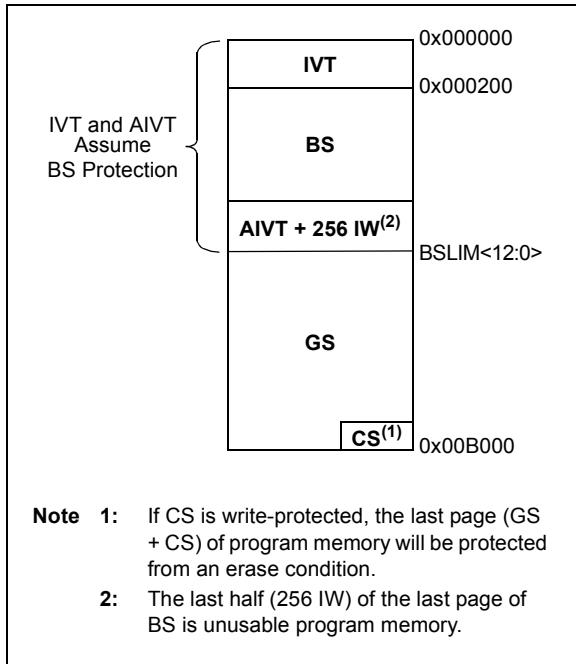 0x000000
IVT
0x000200
IVT and AIVT
Assume
BS Protection
BS
AIVT + 256 IW(2)
BSLIM<12:0>
GS
CS(1)
0x00B000
Note 1: If CS is write-protected, the last page (GS
+ CS) of program memory will be protected
from an erase condition.
2: The last half (256 IW) of the last page of
BS is unusable program memory.